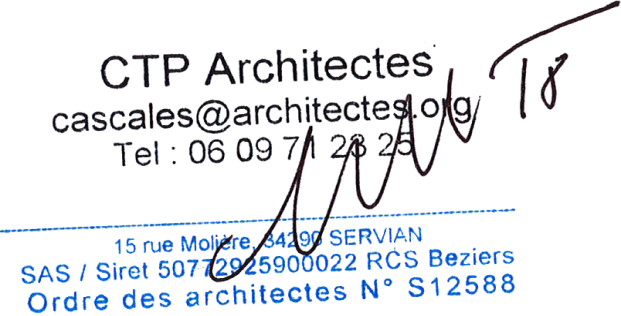 CTP Architectes
cascales@architectes.org
Tel : 06 09 71 23 25
15 rue Molière, 34290 SERVIAN
SAS / Siret 50772925900022 RCS Beziers
Ordre des architectes N° S12588